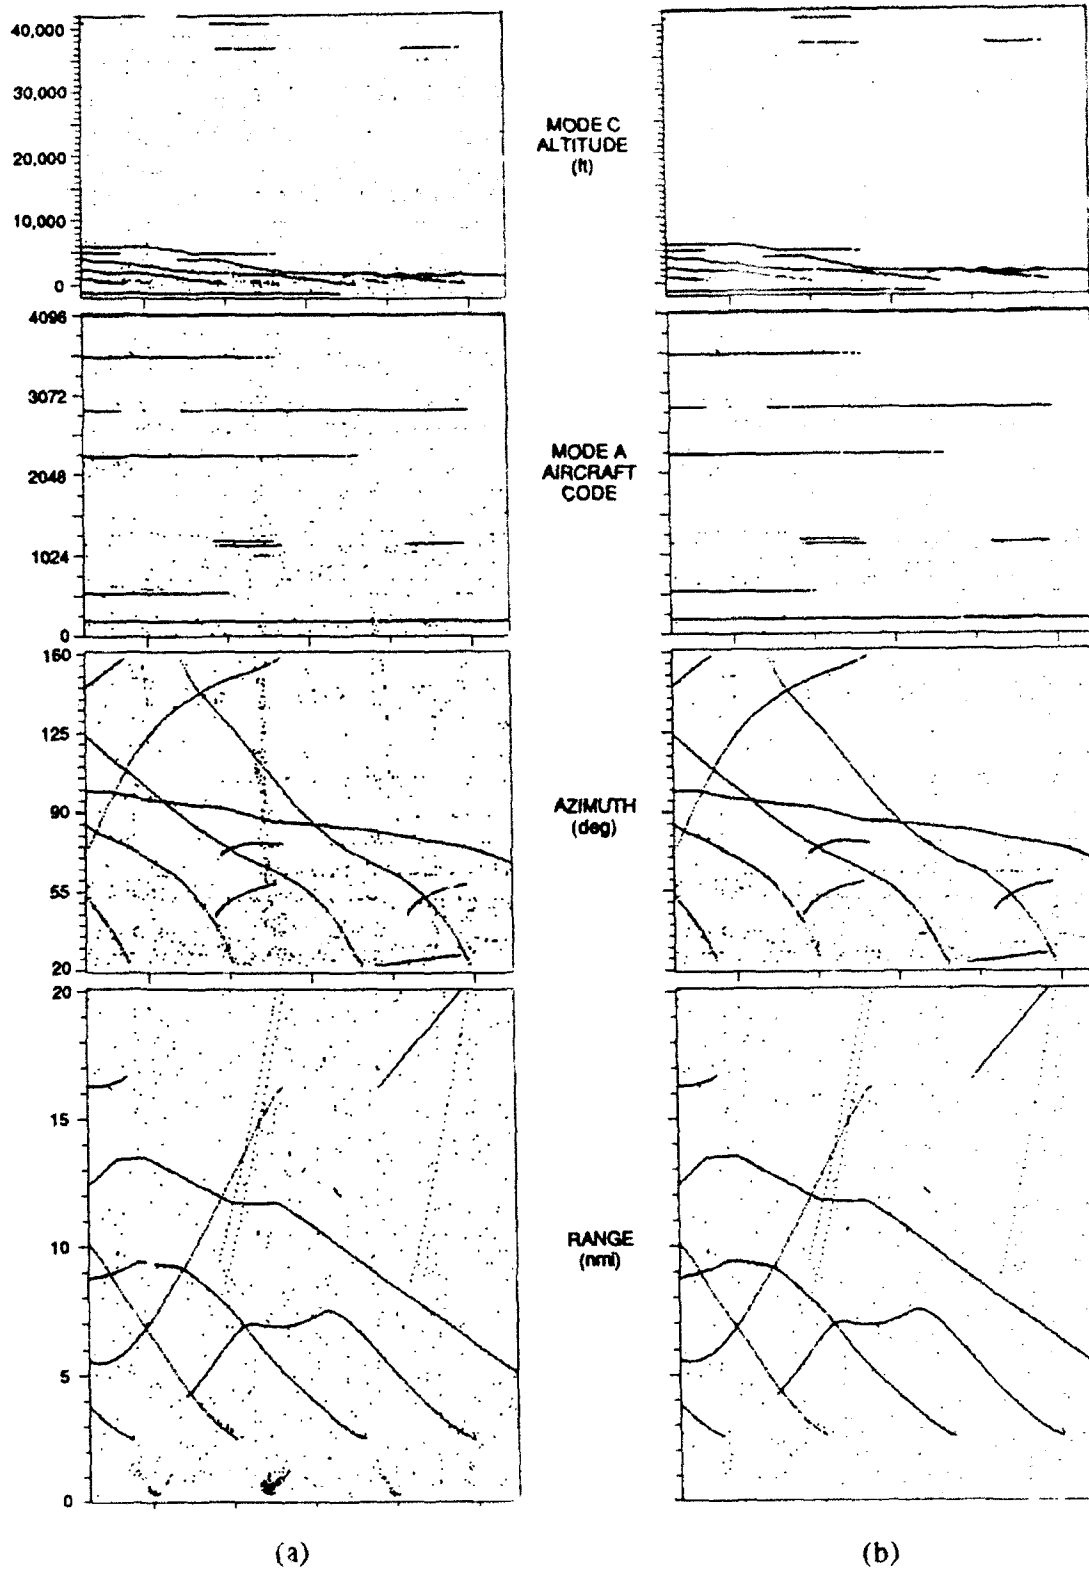 40,000
30,000
20,000
10,000
0
MODE C
ALTITUDE
(ft)
4096
3072
2048
1024
0
MODE A
AIRCRAFT
CODE
160
125
90
55
20
AZIMUTH
(deg)
20
15
10
5
0
RANGE
(nmi)
(a)
(b)